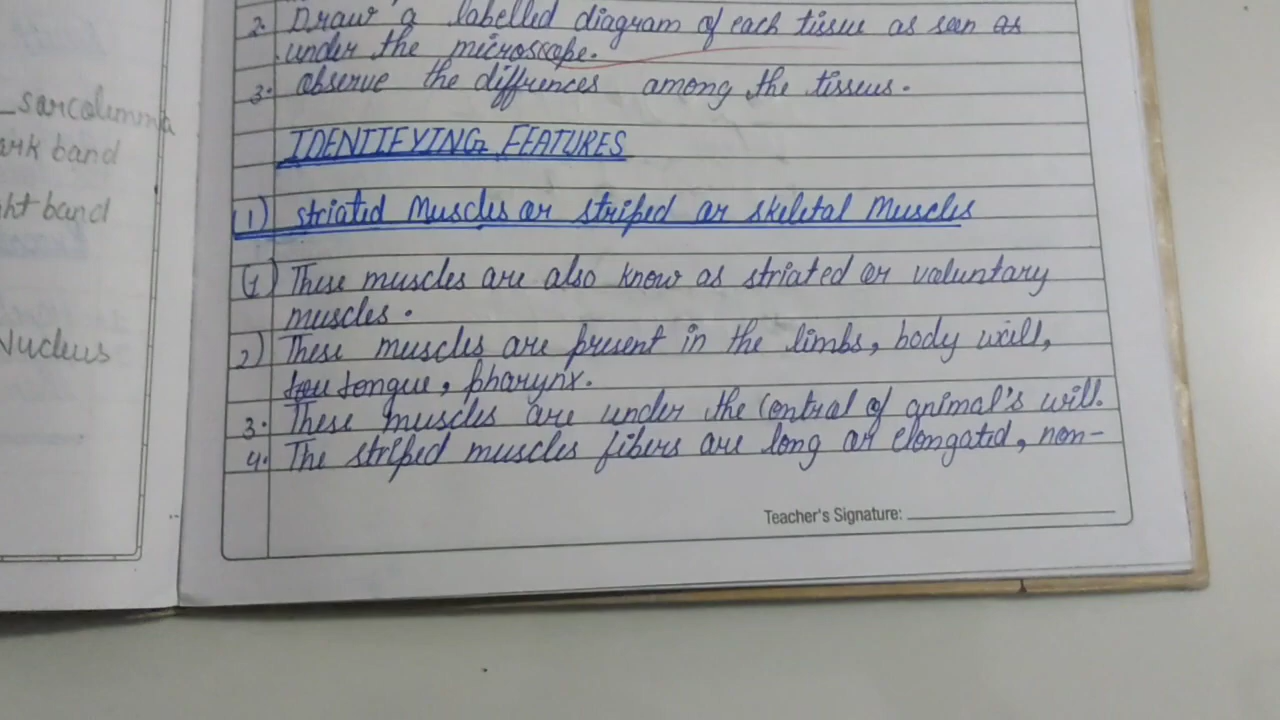 sarcolemma
ark band
ht band
Nucleus
2. Draw a labelled diagram of each tissue as seen as
under the microscope.
3. observe the diffrences among the tissues.
IDENTIFYING FEATURES
(1) striated Muscles or striped or skeletal Muscles
(1) These muscles are also know as striated or voluntary
muscles.
2) These muscles are present in the limbs, body wall,
tongue, pharynx.
3. These muscles are under the control of animal's will.
4. The striped muscles fibers are long or elongated, non-
Teacher's Signature: